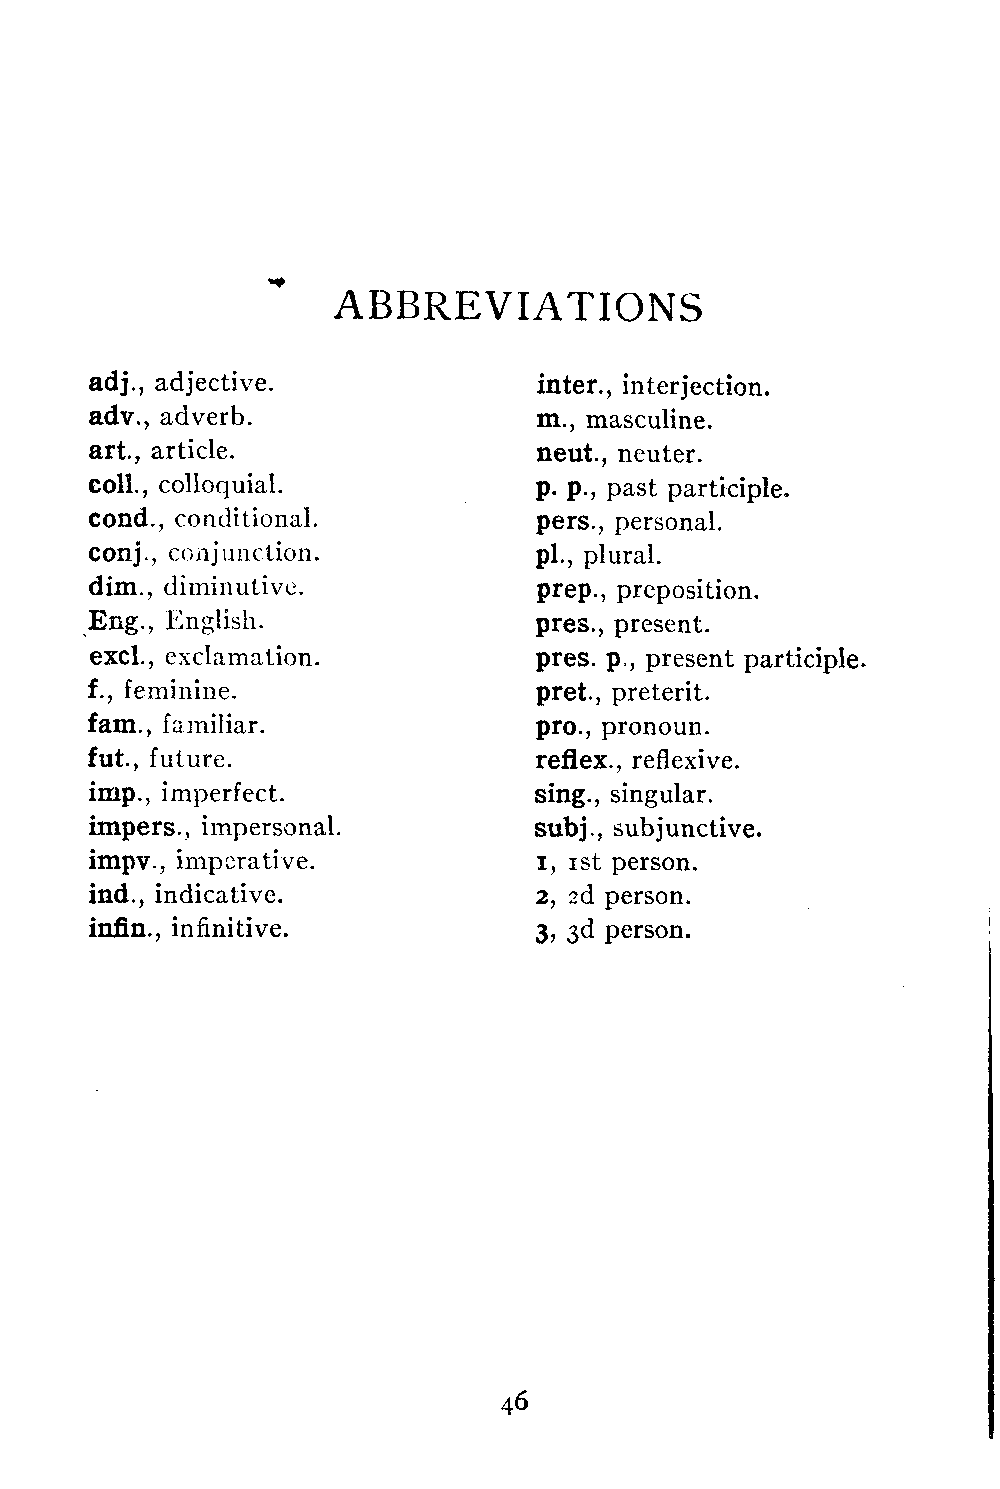 ABBREVIATIONS
adj., adjective.
adv., adverb.
art., article.
coll., colloquial.
cond., conditional.
conj., conjunction.
dim., diminutive.
Eng., English.
excl., exclamation.
f., feminine.
fam., familiar.
fut., future.
imp., imperfect.
impers., impersonal.
impv., imperative.
ind., indicative.
infin., infinitive.
inter., interjection.
m., masculine.
neut., neuter.
p. p., past participle.
pers., personal.
pl., plural.
prep., preposition.
pres., present.
pres. p., present participle.
pret., preterit.
pro., pronoun.
reflex., reflexive.
sing., singular.
subj., subjunctive.
1, 1st person.
2, 2d person.
3, 3d person.
46